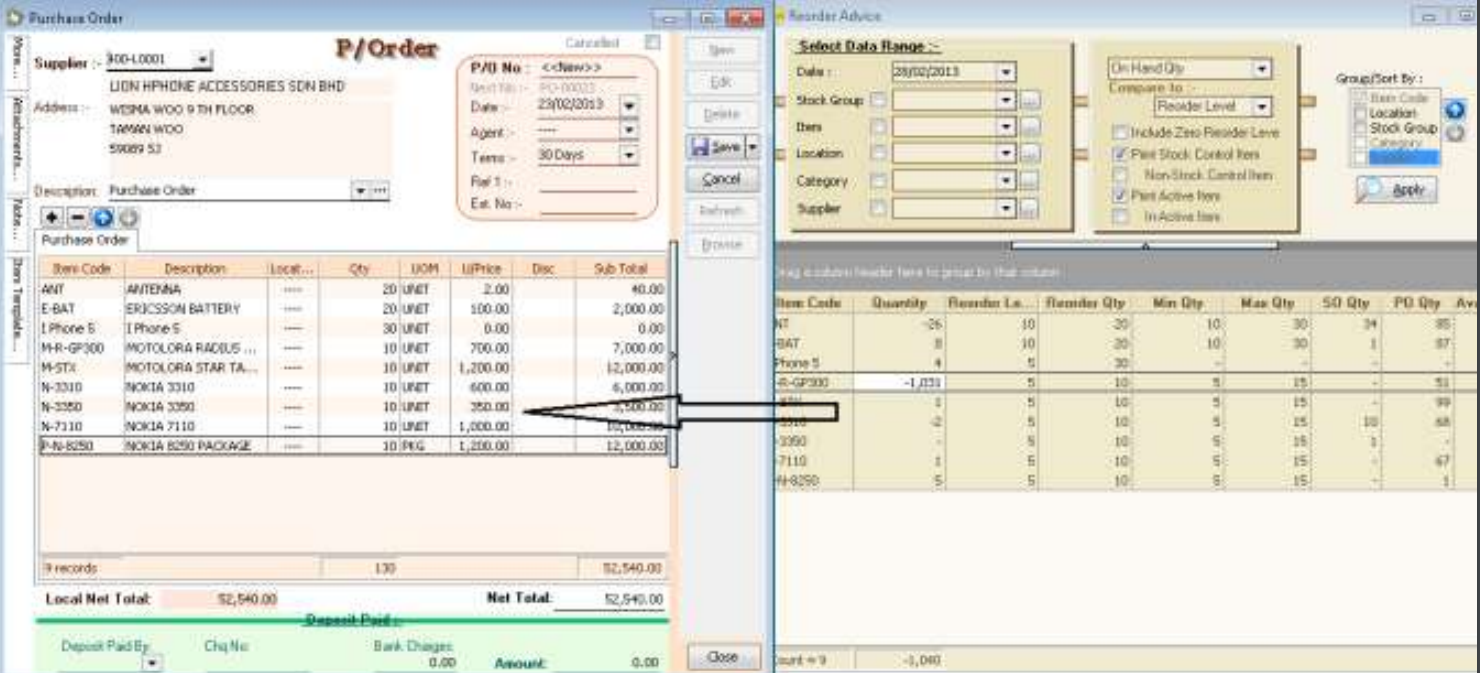 Purchase Order
More...
Attachments...
Note...
Item Template...
P/Order
Cancelled
Supplier :- 300-L0001
LION HPHONE ACCESSORIES SDN BHD
Address :- WISMA WOO 9 TH FLOOR
TAMAN WOO
Description: Purchase Order
P/O No : <<New>>
Next No :- PO-00023
Date :- 23/02/2013
Agent :- ----
Terms :- 30 Days
Ref 1 :-
Ext. No :-
New
Edit
Delete
Save
Cancel
Refresh
Browse
Purchase Order
Item Code Description Locat... Qty UOM U/Price Disc Sub Total
ANT ANTENNA ---- 20 UNIT 2.00 40.00
E-BAT ERICSSON BATTERY ---- 20 UNIT 100.00 2,000.00
I Phone 5 I Phone 5 ---- 30 UNIT 0.00 0.00
M-R-GP300 MOTOLORA RADIUS ... ---- 10 UNIT 700.00 7,000.00
M-STX MOTOLORA STAR TA... ---- 10 UNIT 1,200.00 12,000.00
N-3310 NOKIA 3310 ---- 10 UNIT 600.00 6,000.00
N-3350 NOKIA 3350 ---- 10 UNIT 350.00 3,500.00
N-7110 NOKIA 7110 ---- 10 UNIT 1,000.00 10,000.00
P-N-8250 NOKIA 8250 PACKAGE ---- 10 PKG 1,200.00 12,000.00
9 records 130 52,540.00
Local Net Total: 52,540.00 Net Total: 52,540.00
Deposit Paid :-
Deposit Paid By Chq No Bank Charges
0.00 Amount: 0.00
Close
Reorder Advice
Select Data Range :-
Date : 28/02/2013
Stock Group
Item
Location
Category
Supplier
On Hand Qty
Compare to :-
Reorder Level
Include Zero Reorder Leve
Print Stock Control Item
Non-Stock Control Item
Print Active Item
In Active Item
Group/Sort By :
Item Code
Location
Stock Group
Category
Apply
Drag a column header here to group by that column
Item Code Quantity Reorder Le... Reorder Qty Min Qty Max Qty SO Qty PO Qty Av
NT -26 10 20 10 30 34 85
-BAT 8 10 20 10 30 1 87
Phone 5 4 5 30 - - - -
-R-GP300 -1,031 5 10 5 15 - 51
1 5 10 5 15 - 99
-2 5 10 5 15 10 68
-3350 5 10 5 15 1 -
-7110 1 5 10 5 15 - 67
-N-8250 5 5 10 5 15 - 1
Count = 9 -1,040